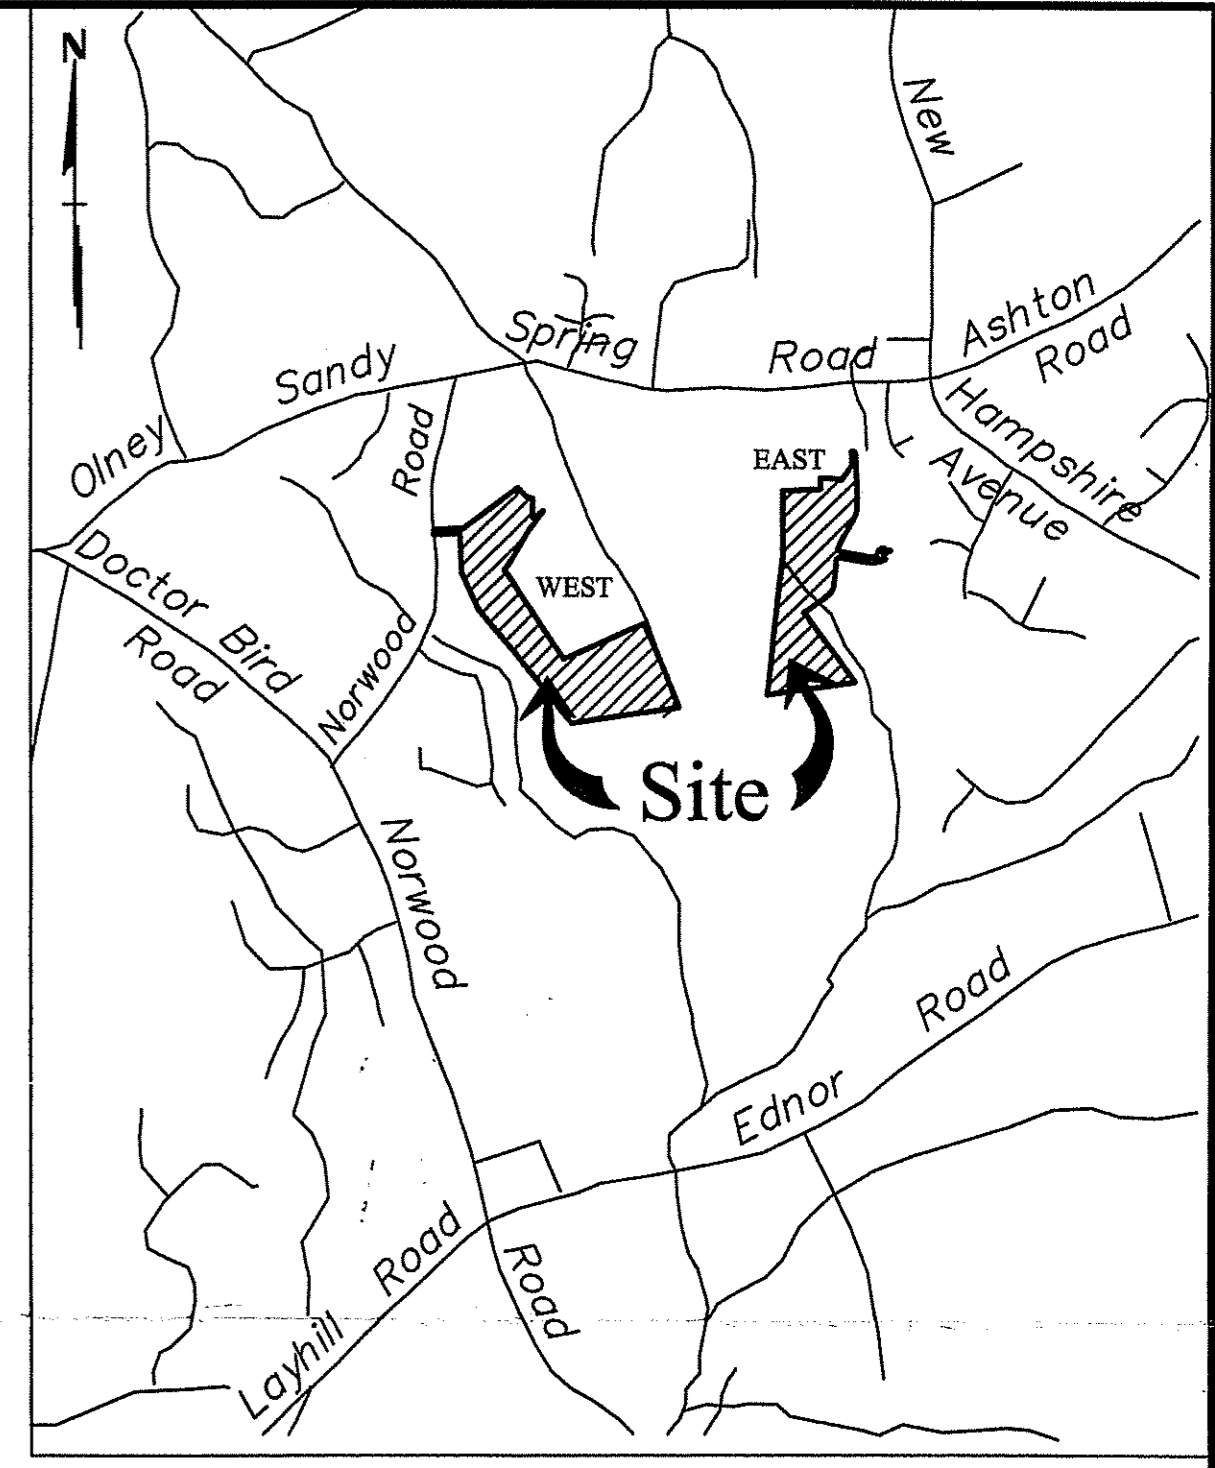 N
New
Ashton
Road
Spring
Road
Sandy
Olney
Road
Hampshire
Avenue
EAST
WEST
Doctor Bird
Road
Norwood
Site
Norwood
Road
Ednor
Road
Layhill
Road